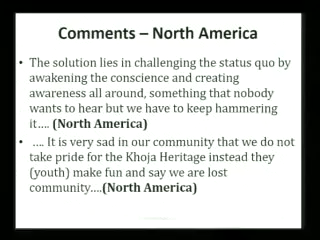 Comments – North America
• The solution lies in challenging the status quo by
awakening the conscience and creating
awareness all around, something that nobody
wants to hear but we have to keep hammering
it…. (North America)
• …. It is very sad in our community that we do not
take pride for the Khoja Heritage instead they
(youth) make fun and say we are lost
community….(North America)